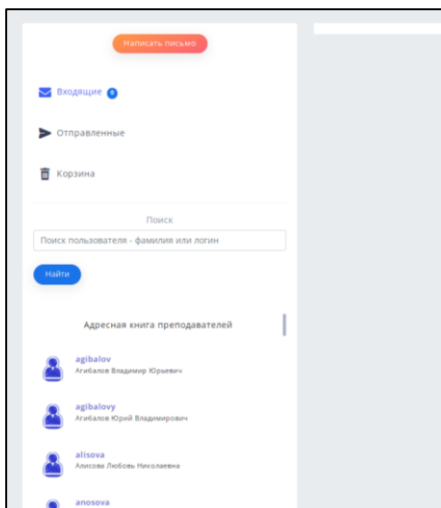 Написать письмо
Входящие 0
Отправленные
Корзина
Поиск
Поиск пользователя - фамилия или логин
Найти
Адресная книга преподавателей
agibalov
Агибалов Владимир Юрьевич
agibalovy
Агибалов Юрий Владимирович
alisova
Алисова Любовь Николаевна
anosova